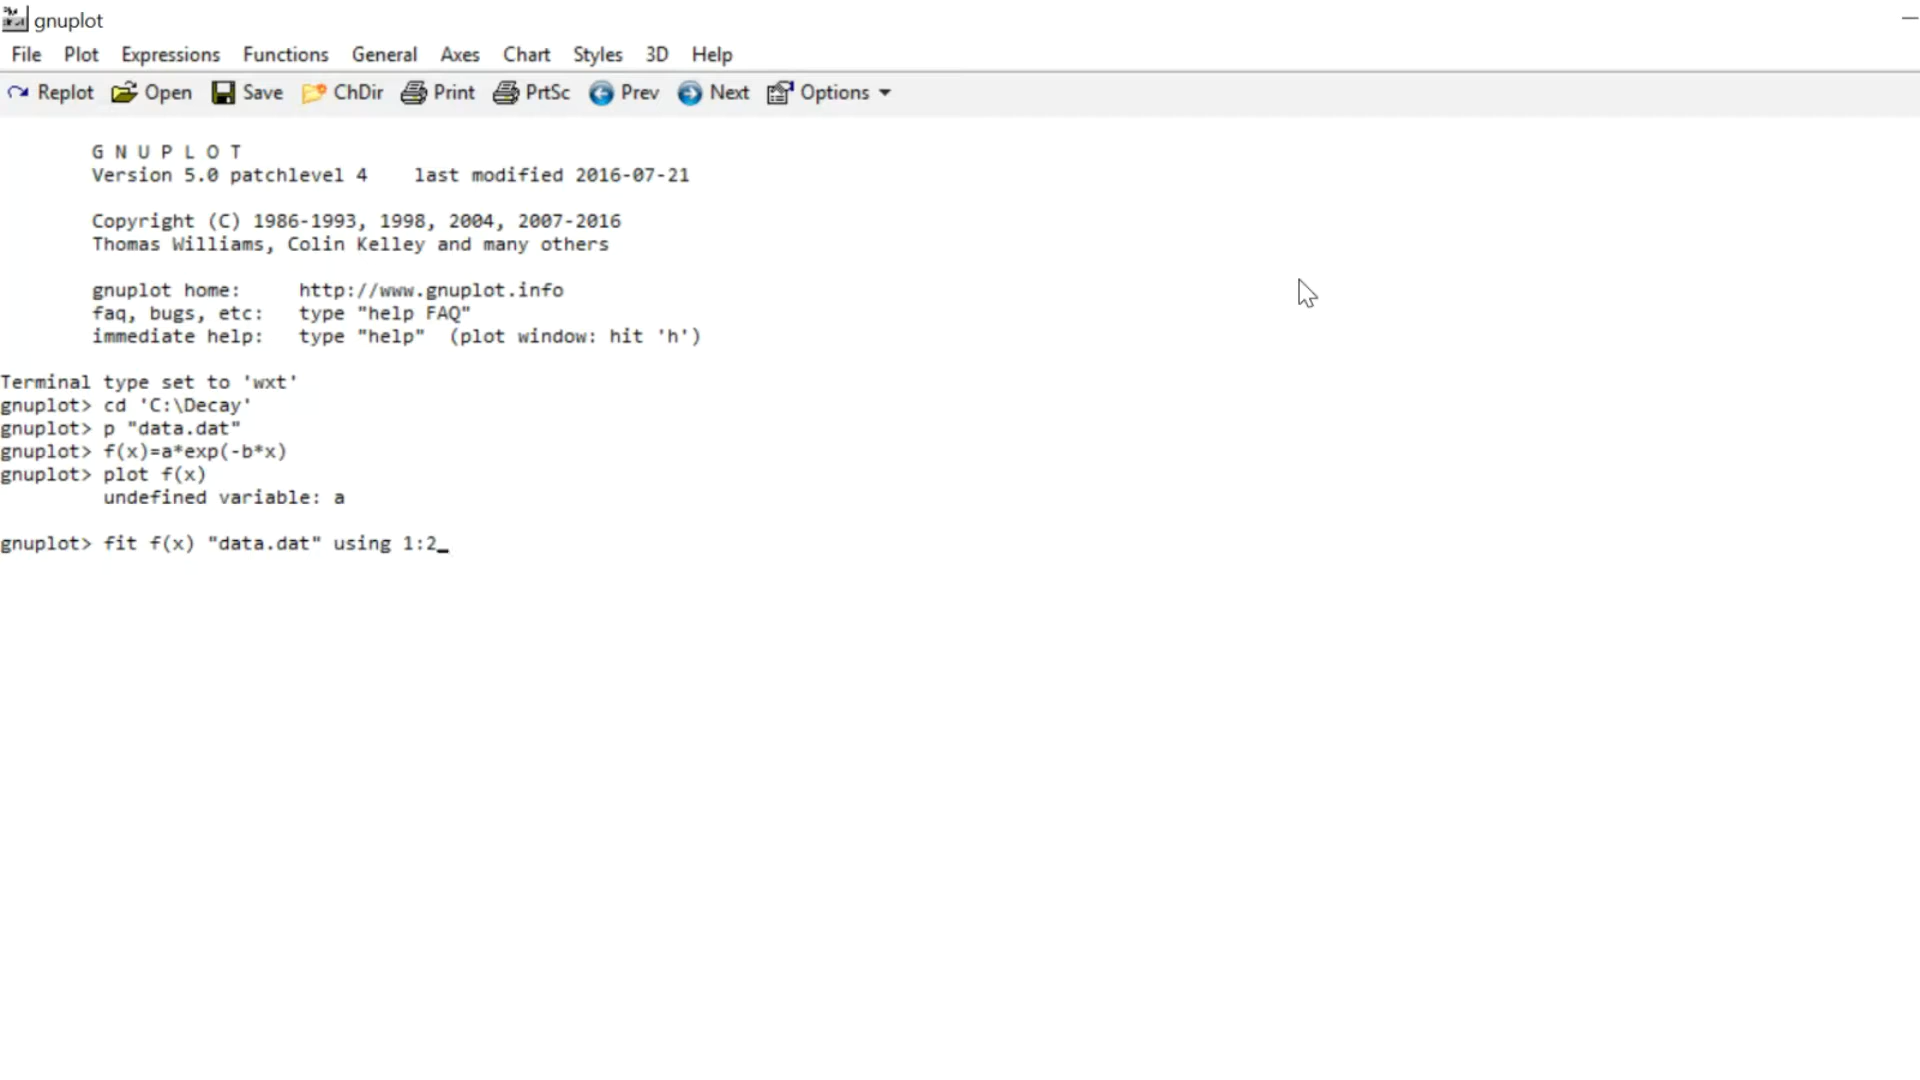 gnuplot
File Plot Expressions Functions General Axes Chart Styles 3D Help
Replot Open Save ChDir Print PrtSc Prev Next Options
G N U P L O T
Version 5.0 patchlevel 4    last modified 2016-07-21
Copyright (C) 1986-1993, 1998, 2004, 2007-2016
Thomas Williams, Colin Kelley and many others
gnuplot home:     http://www.gnuplot.info
faq, bugs, etc:   type "help FAQ"
immediate help:   type "help"  (plot window: hit 'h')
Terminal type set to 'wxt'
gnuplot> cd 'C:\Decay'
gnuplot> p "data.dat"
gnuplot> f(x)=a*exp(-b*x)
gnuplot> plot f(x)
undefined variable: a
gnuplot> fit f(x) "data.dat" using 1:2_